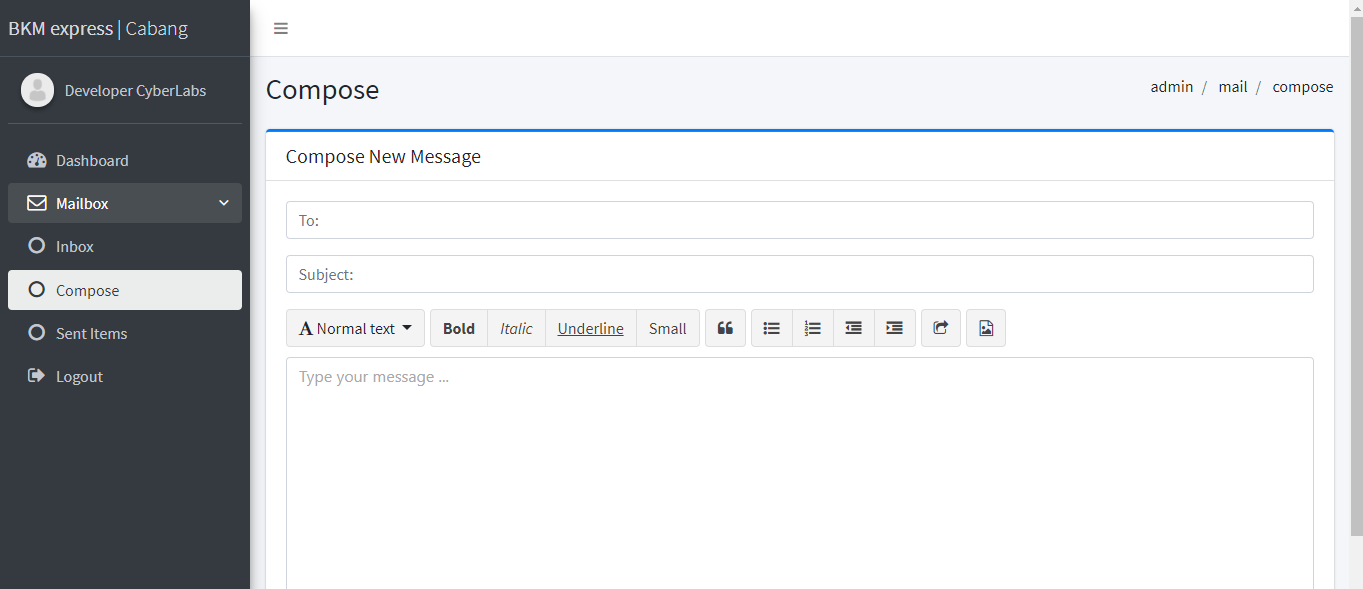 BKM express | Cabang
Developer CyberLabs
Dashboard
Mailbox
Inbox
Compose
Sent Items
Logout
Compose
admin / mail / compose
Compose New Message
To:
Subject:
A Normal text Bold Italic Underline Small
Type your message ...